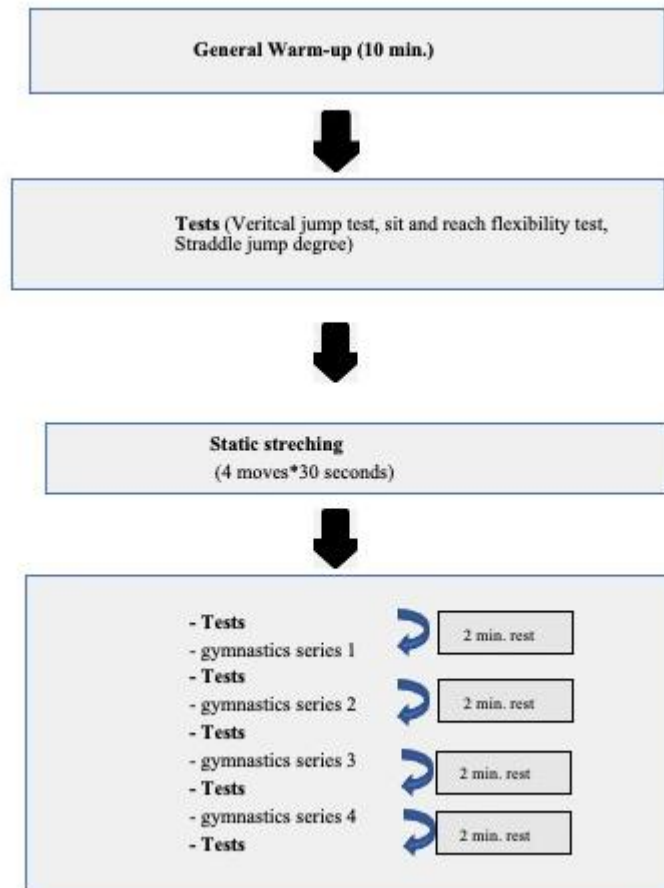 General Warm-up (10 min.)
Tests (Veritcal jump test, sit and reach flexibility test,
Straddle jump degree)
Static streching
(4 moves*30 seconds)
- Tests
- gymnastics series 1
2 min. rest
- Tests
- gymnastics series 2
2 min. rest
- Tests
- gymnastics series 3
2 min. rest
- Tests
- gymnastics series 4
2 min. rest
- Tests